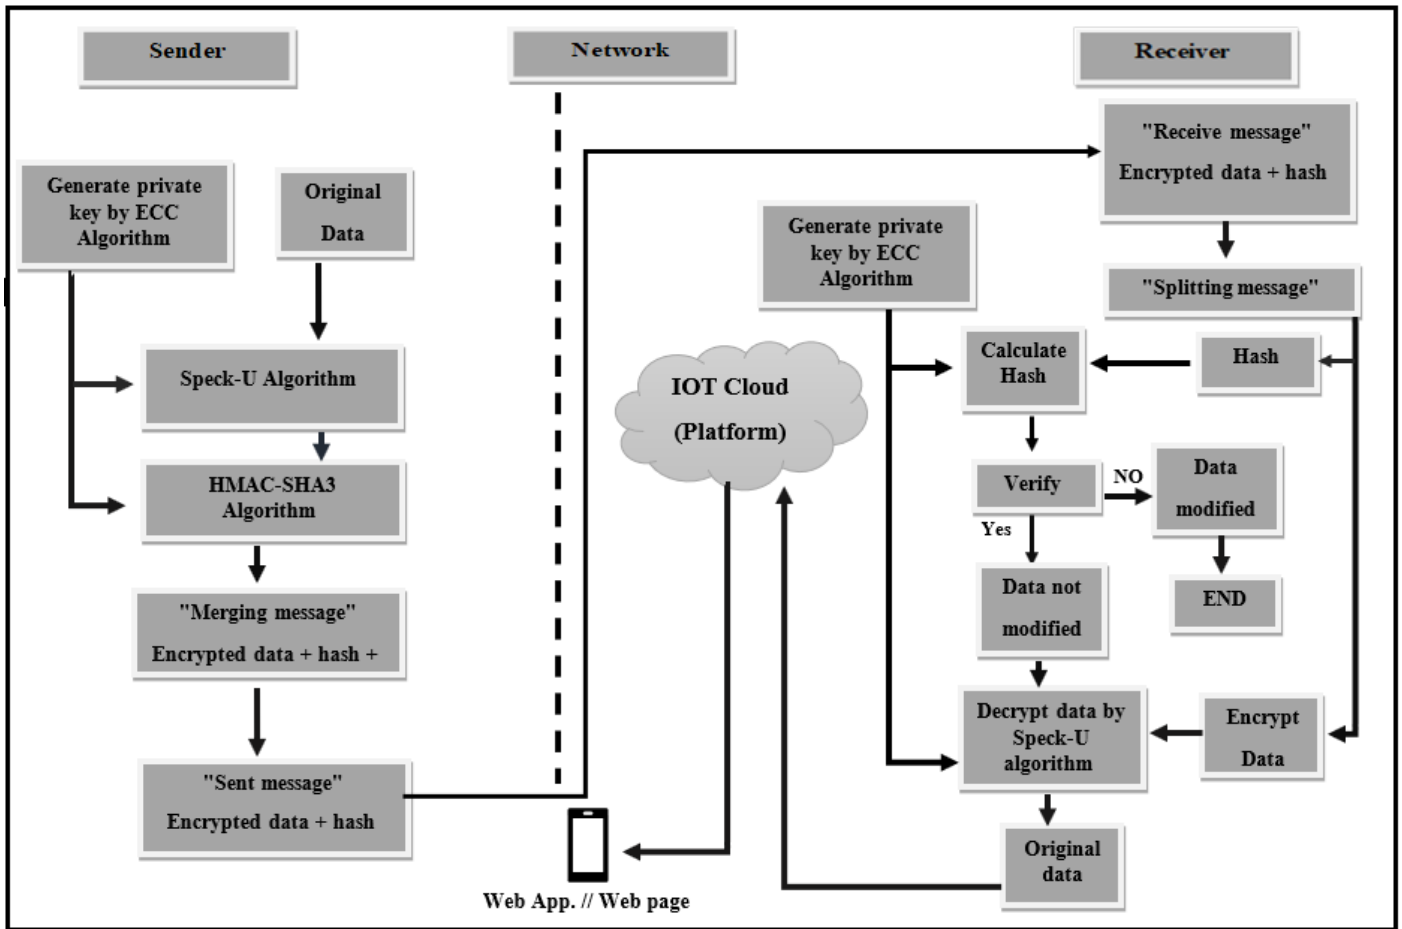 Sender
Network
Receiver
Generate private
key by ECC
Algorithm
Original
Data
Speck-U Algorithm
HMAC-SHA3
Algorithm
"Merging message"
Encrypted data + hash +
"Sent message"
Encrypted data + hash
IOT Cloud
(Platform)
Web App. // Web page
"Receive message"
Encrypted data + hash
"Splitting message"
Generate private
key by ECC
Algorithm
Calculate
Hash
Hash
Verify
NO
Data
modified
Yes
END
Data not
modified
Decrypt data by
Speck-U
algorithm
Encrypt
Data
Original
data